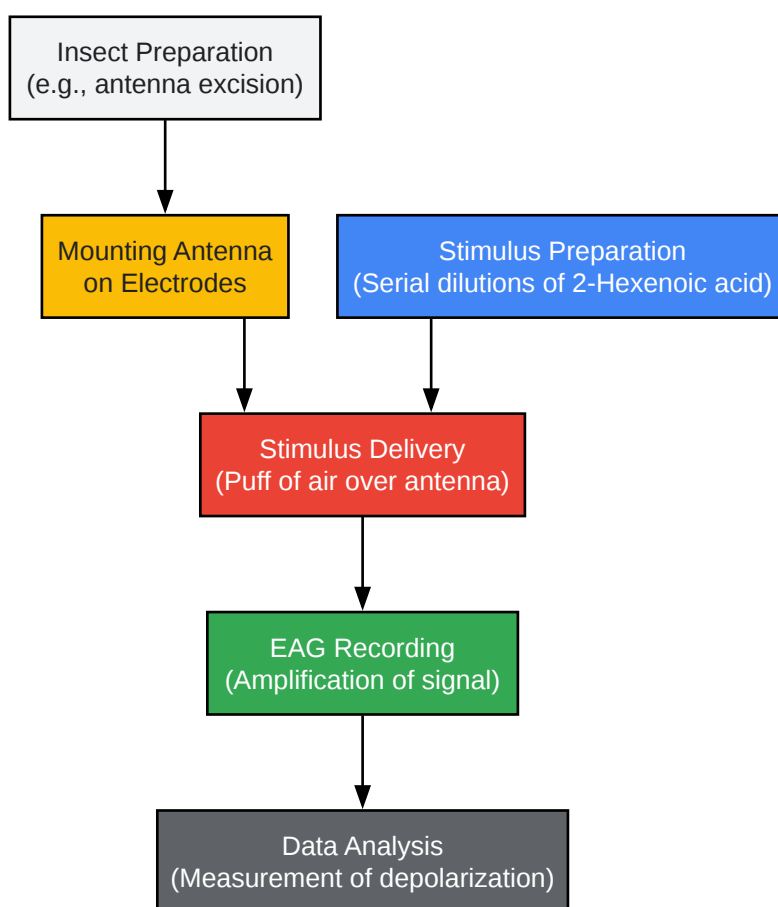 Insect Preparation
(e.g., antenna excision)
Mounting Antenna
on Electrodes
Stimulus Preparation
(Serial dilutions of 2-Hexenoic acid)
Stimulus Delivery
(Puff of air over antenna)
EAG Recording
(Amplification of signal)
Data Analysis
(Measurement of depolarization)